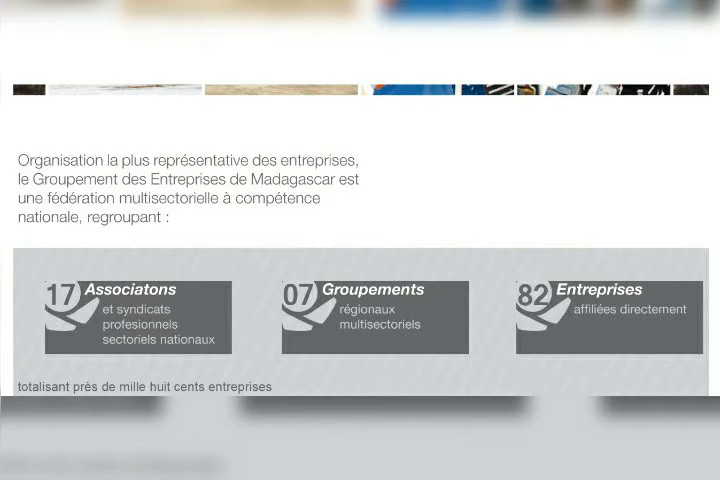 Organisation la plus représentative des entreprises,
le Groupement des Entreprises de Madagascar est
une fédération multisectorielle à compétence
nationale, regroupant :
17 Associatons
et syndicats
profesionnels
sectoriels nationaux
07 Groupements
régionaux
multisectoriels
82 Entreprises
affiliées directement
totalisant près de mille huit cents entreprises